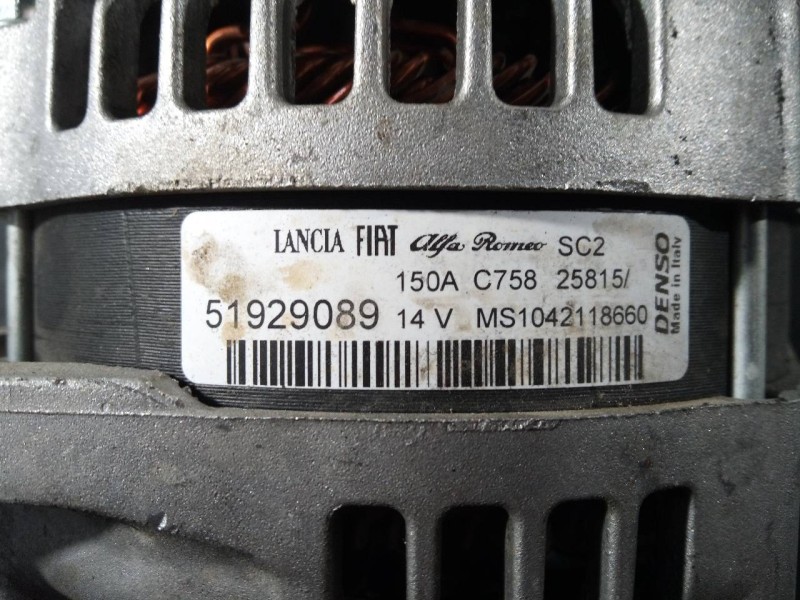 LANCIA FIAT Alfa Romeo SC2
150A C758 25815/
51929089 14 V MS1042118660
DENSO
Made in Italy